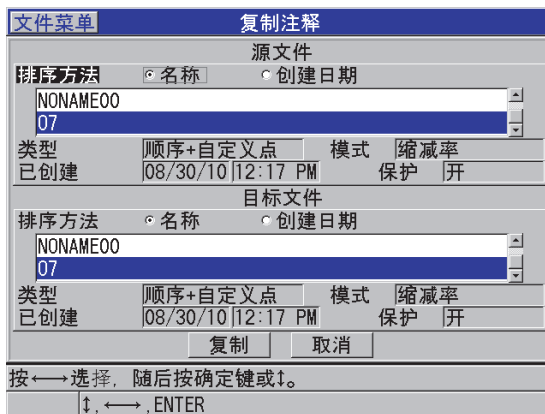 文件菜单 复制注释
源文件
排序方法 名称 创建日期
NONAME00
07
类型 顺序+自定义点 模式 缩减率
已创建 08/30/10 12:17 PM 保护 开
目标文件
排序方法 名称 创建日期
NONAME00
07
类型 顺序+自定义点 模式 缩减率
已创建 08/30/10 12:17 PM 保护 开
复制 取消
按←→选择，随后按确定键或↕。
↕,←→,ENTER